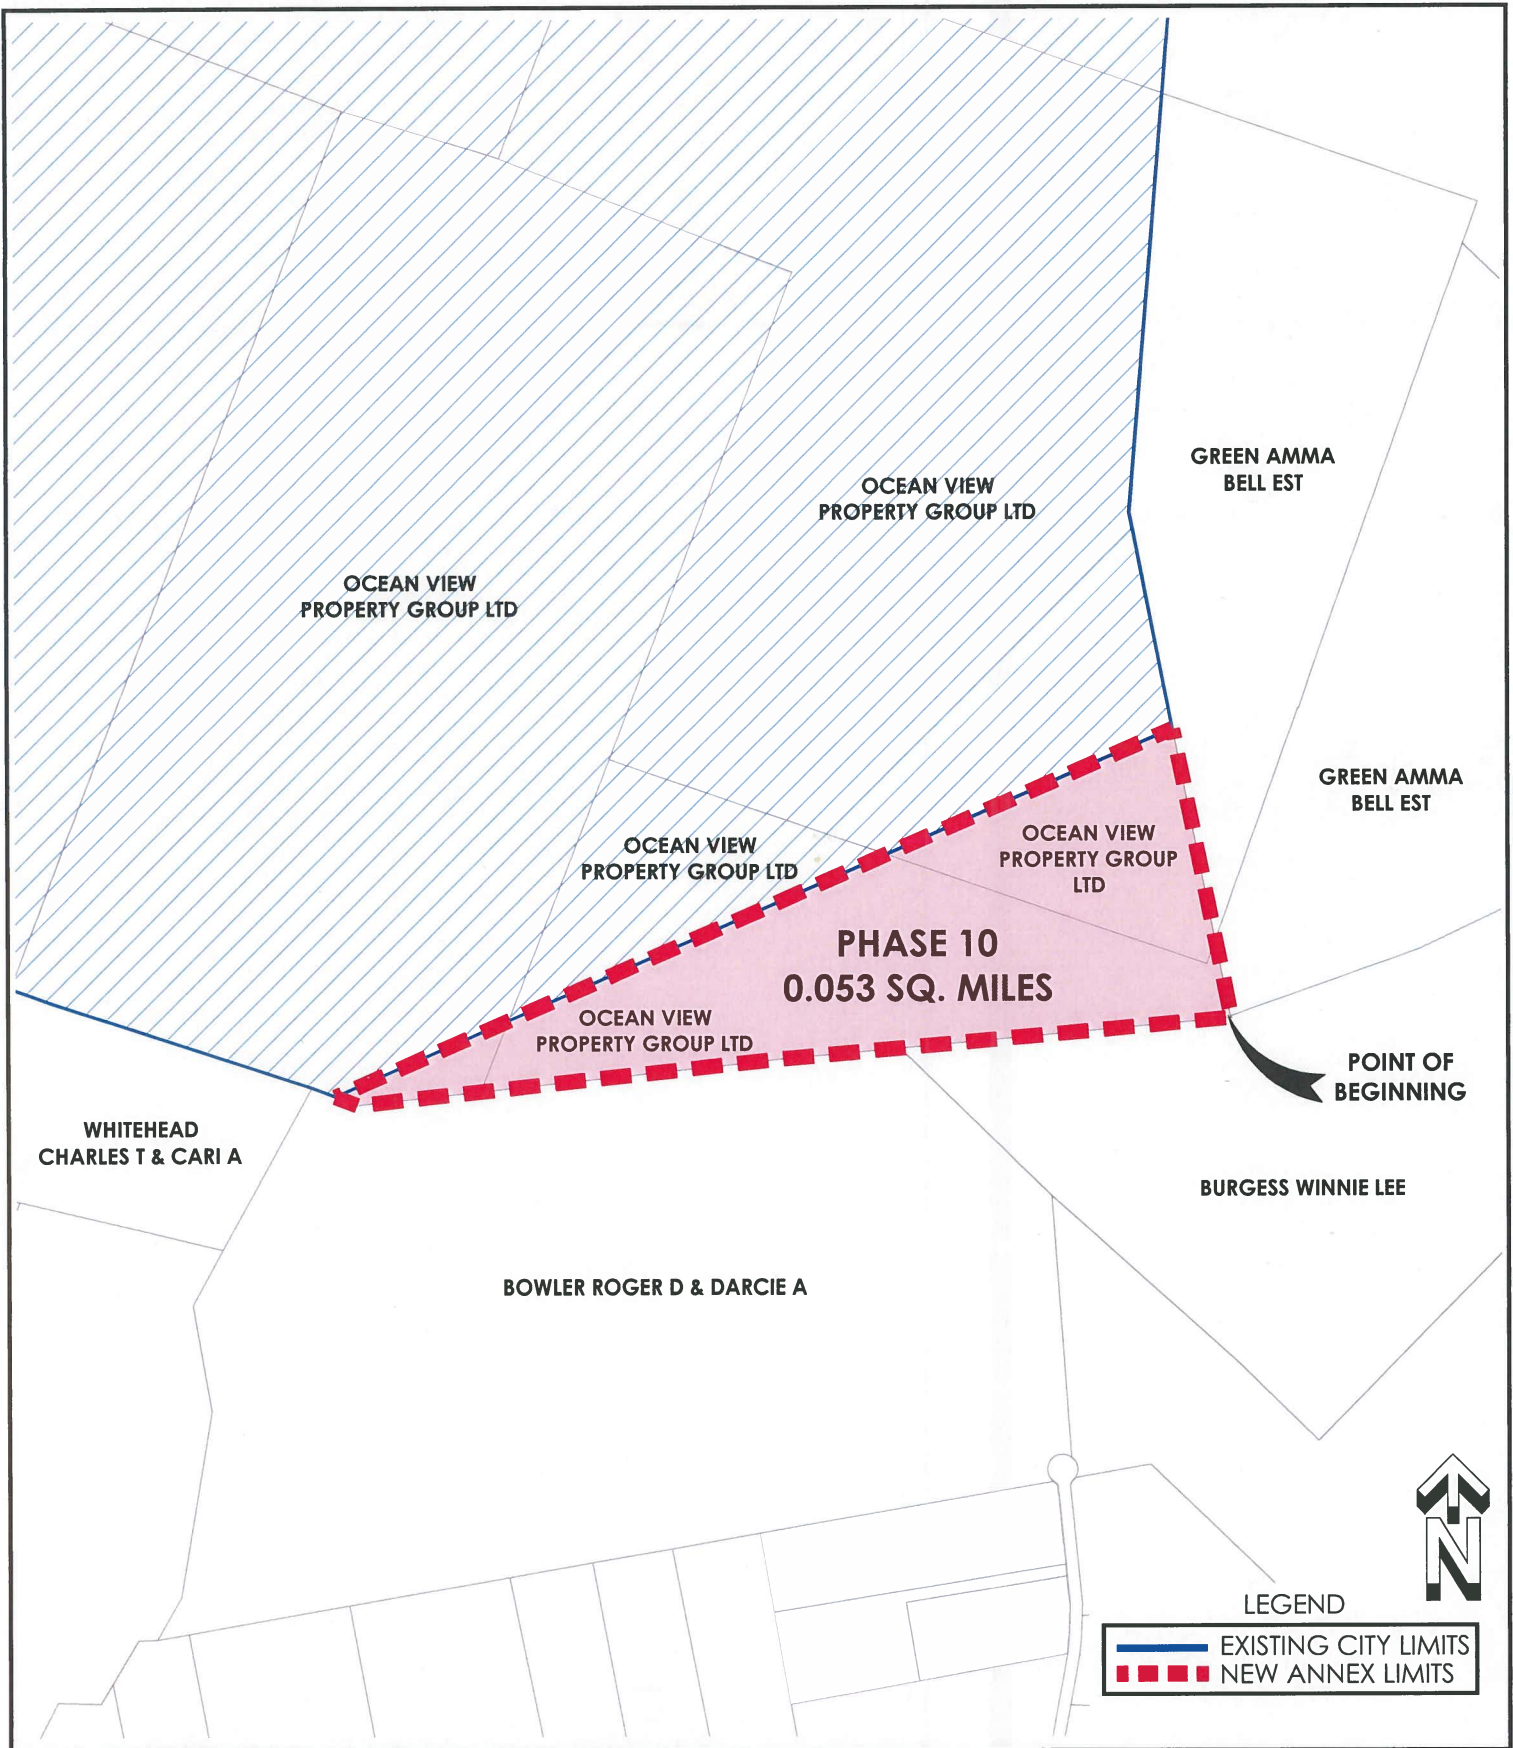 GREEN AMMA
BELL EST
OCEAN VIEW
PROPERTY GROUP LTD
OCEAN VIEW
PROPERTY GROUP LTD
GREEN AMMA
BELL EST
OCEAN VIEW
PROPERTY GROUP LTD
OCEAN VIEW
PROPERTY GROUP
LTD
PHASE 10
0.053 SQ. MILES
OCEAN VIEW
PROPERTY GROUP LTD
POINT OF
BEGINNING
WHITEHEAD
CHARLES T & CARI A
BURGESS WINNIE LEE
BOWLER ROGER D & DARCIE A
N
LEGEND
EXISTING CITY LIMITS
NEW ANNEX LIMITS